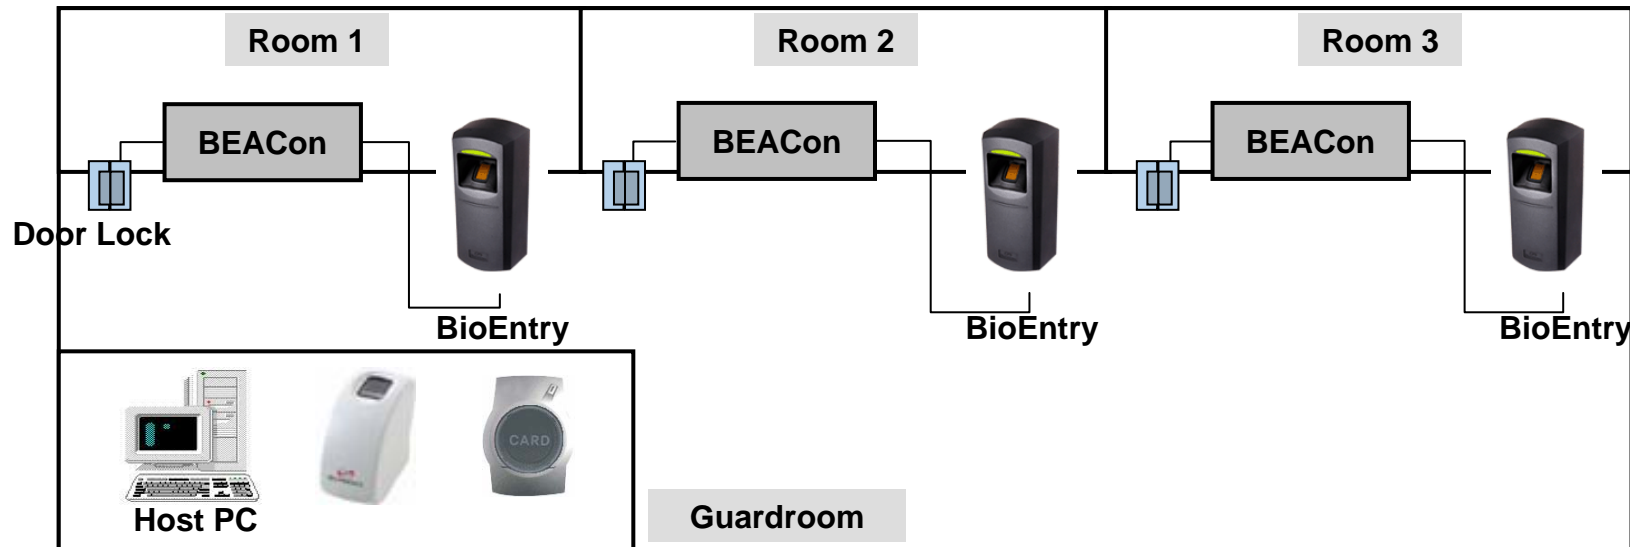 Room 1
Room 2
Room 3
BEACon
BEACon
BEACon
Door Lock
BioEntry
BioEntry
BioEntry
CARD
Host PC
Guardroom